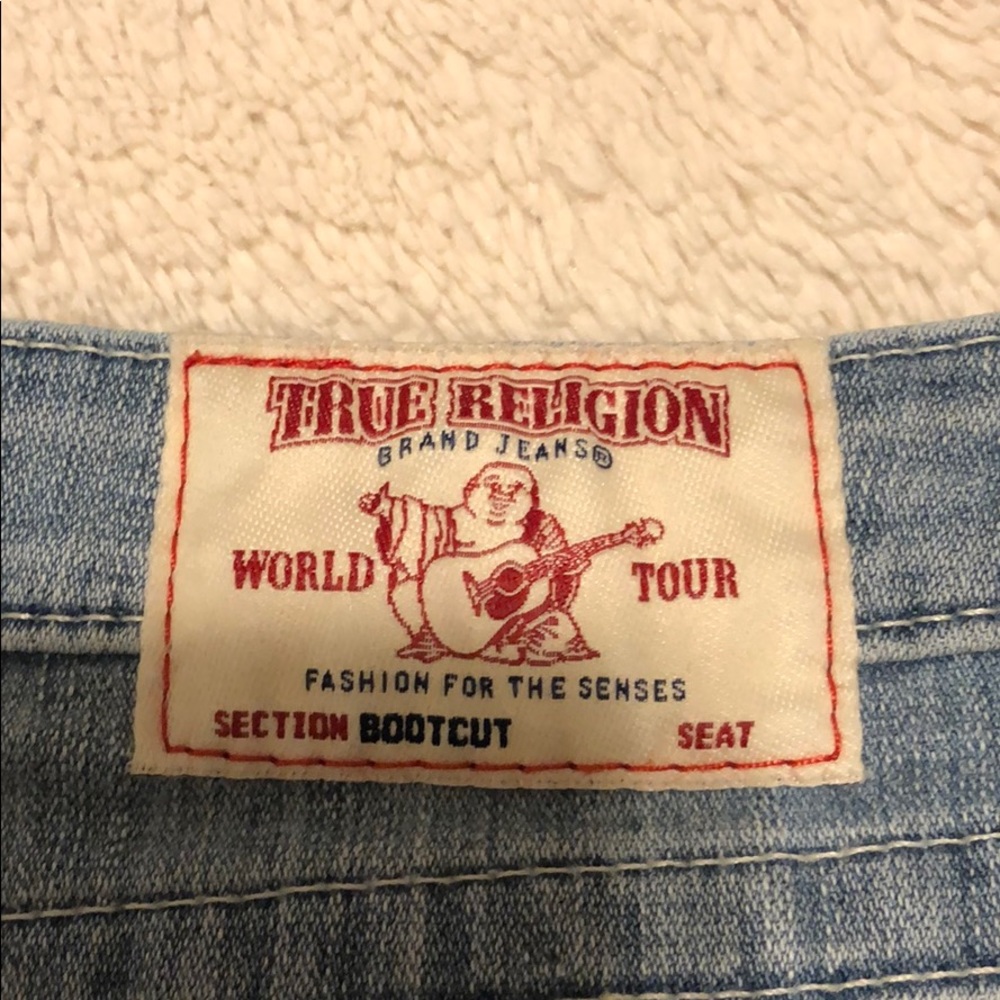 TRUE RELIGION
BRAND JEANS®
WORLD TOUR
FASHION FOR THE SENSES
SECTION BOOTCUT SEAT